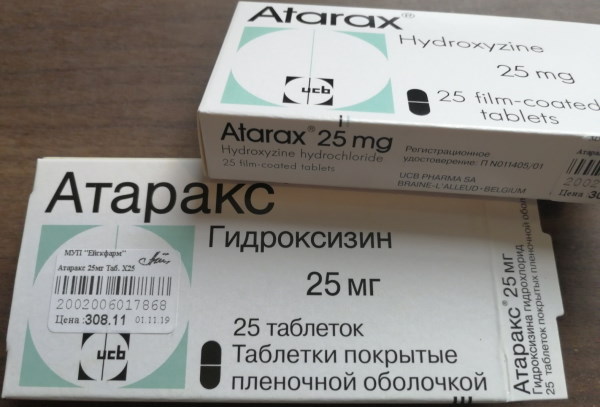 Atarax®
Hydroxyzine
25 mg
25 film-coated
tablets
ucb
Atarax® 25 mg
Hydroxyzine hydrochloride
25 film-coated tablets
Регистрационное
удостоверение: П N011405/01
UCB PHARMA SA
BRAINE-L'ALLEUD - BELGIUM
Атаракс
Гидроксизин
25 мг
25 таблеток
Таблетки покрытые
пленочной оболочкой
МУП "Ейскфарм"
Атаракс 25мг Таб. X25
2002006017868
Цена :308.11 01.11.19
ucb
Атаракс® 25 мг
Гидроксизина гидрохлорид
25 таблеток покрытых пленочной